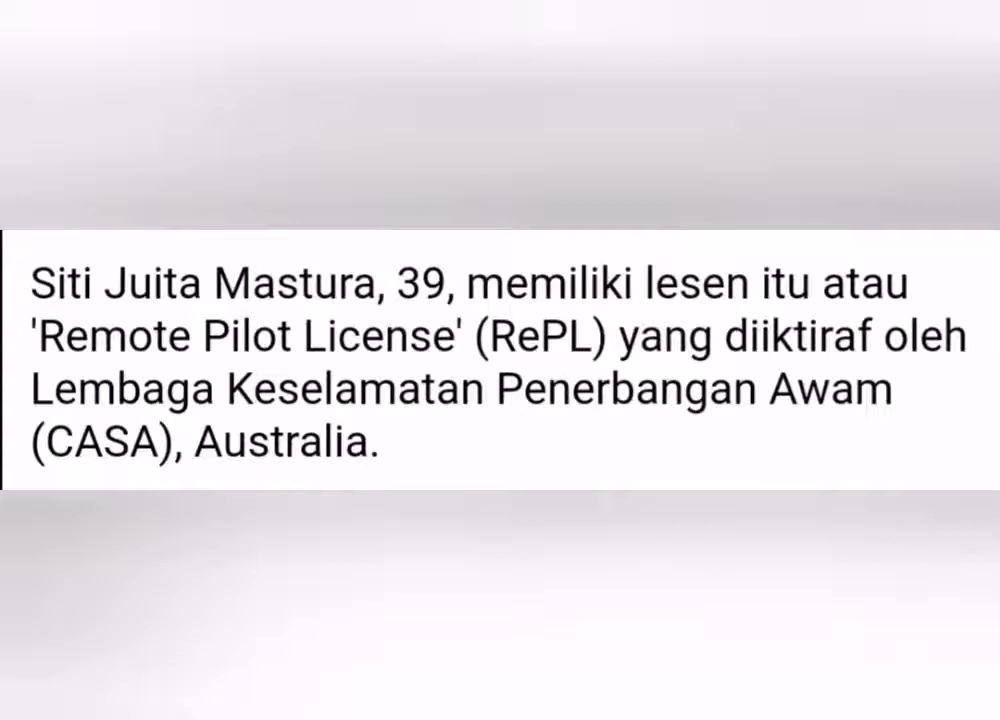 Siti Juita Mastura, 39, memiliki lesen itu atau
'Remote Pilot License' (RePL) yang diiktiraf oleh
Lembaga Keselamatan Penerbangan Awam
(CASA), Australia.